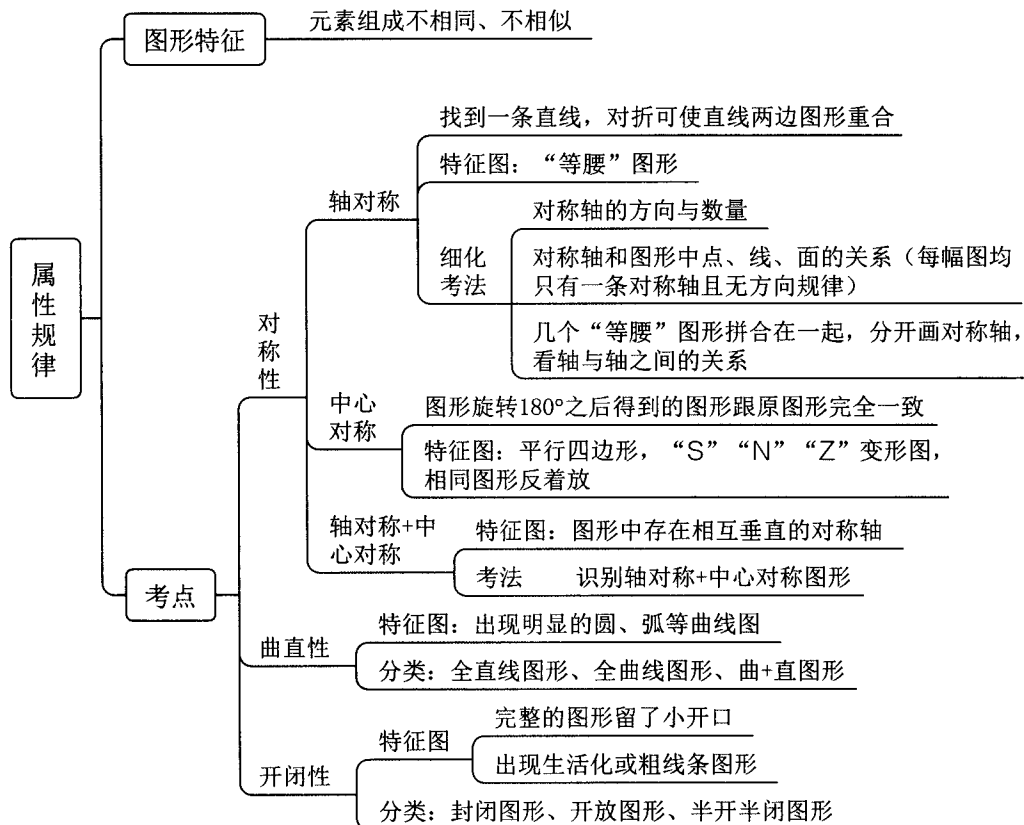 图形特征
元素组成不相同、不相似
找到一条直线，对折可使直线两边图形重合
特征图：“等腰”图形
轴对称
对称轴的方向与数量
细化
考法
对称轴和图形中点、线、面的关系（每幅图均
只有一条对称轴且无方向规律）
几个“等腰”图形拼合在一起，分开画对称轴，
看轴与轴之间的关系
属
性
规
律
对
称
性
中心
对称
图形旋转180°之后得到的图形跟原图形完全一致
特征图：平行四边形，“S”“N”“Z”变形图，
相同图形反着放
轴对称+中
心对称
特征图：图形中存在相互垂直的对称轴
考法
识别轴对称+中心对称图形
考点
曲直性
特征图：出现明显的圆、弧等曲线图
分类：全直线图形、全曲线图形、曲+直图形
开闭性
特征图
完整的图形留了小开口
出现生活化或粗线条图形
分类：封闭图形、开放图形、半开半闭图形